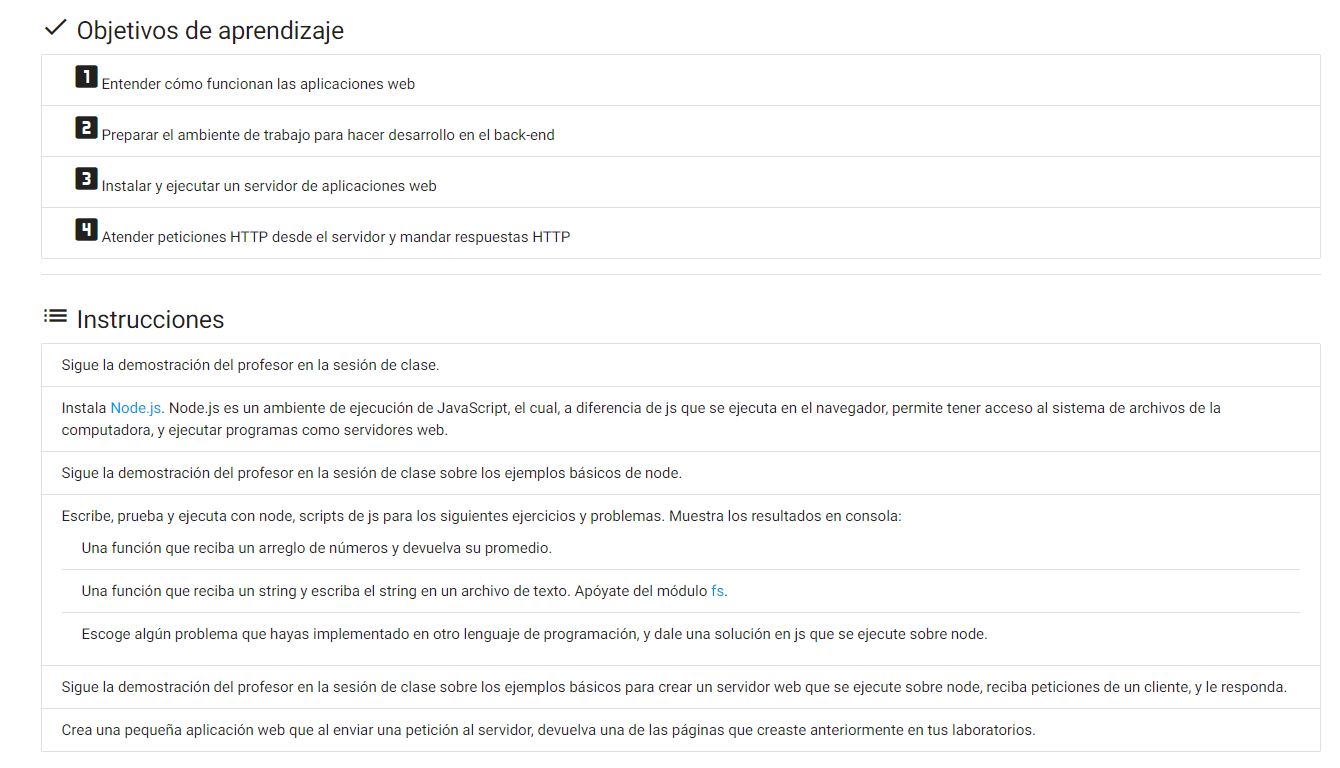 Objetivos de aprendizaje
1 Entender cómo funcionan las aplicaciones web
2 Preparar el ambiente de trabajo para hacer desarrollo en el back-end
3 Instalar y ejecutar un servidor de aplicaciones web
4 Atender peticiones HTTP desde el servidor y mandar respuestas HTTP
Instrucciones
Sigue la demostración del profesor en la sesión de clase.
Instala Node.js. Node.js es un ambiente de ejecución de JavaScript, el cual, a diferencia de js que se ejecuta en el navegador, permite tener acceso al sistema de archivos de la
computadora, y ejecutar programas como servidores web.
Sigue la demostración del profesor en la sesión de clase sobre los ejemplos básicos de node.
Escribe, prueba y ejecuta con node, scripts de js para los siguientes ejercicios y problemas. Muestra los resultados en consola:
Una función que reciba un arreglo de números y devuelva su promedio.
Una función que reciba un string y escriba el string en un archivo de texto. Apóyate del módulo fs.
Escoge algún problema que hayas implementado en otro lenguaje de programación, y dale una solución en js que se ejecute sobre node.
Sigue la demostración del profesor en la sesión de clase sobre los ejemplos básicos para crear un servidor web que se ejecute sobre node, reciba peticiones de un cliente, y le responda.
Crea una pequeña aplicación web que al enviar una petición al servidor, devuelva una de las páginas que creaste anteriormente en tus laboratorios.